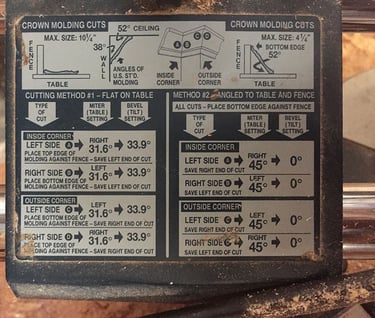 CROWN MOLDING CUTS
MAX. SIZE: 10 1/4"
FENCE
TABLE
52° CEILING
38°
WALL
ANGLES OF
U.S. ST'D.
MOLDING
A B C D
INSIDE
CORNER
OUTSIDE
CORNER
CROWN MOLDING CUTS
MAX. SIZE: 4 1/4"
FENCE
BOTTOM EDGE
52°
TABLE
CUTTING METHOD #1 – FLAT ON TABLE
TYPE OF CUT
MITER (TABLE) SETTING
BEVEL (TILT) SETTING
INSIDE CORNER
LEFT SIDE A RIGHT 31.6° 33.9°
PLACE TOP EDGE OF
MOLDING AGAINST FENCE – SAVE LEFT END OF CUT
RIGHT SIDE B LEFT 31.6° 33.9°
PLACE BOTTOM EDGE OF
MOLDING AGAINST FENCE – SAVE LEFT END OF CUT
OUTSIDE CORNER
LEFT SIDE C LEFT 31.6° 33.9°
PLACE BOTTOM EDGE OF
MOLDING AGAINST FENCE – SAVE RIGHT END OF CUT
RIGHT SIDE D RIGHT 31.6° 33.9°
PLACE TOP EDGE OF
MOLDING AGAINST FENCE – SAVE RIGHT END OF CUT
METHOD #2 – ANGLED TO TABLE AND FENCE
ALL CUTS – PLACE BOTTOM EDGE AGAINST FENCE
TYPE OF CUT
MITER (TABLE) SETTING
BEVEL (TILT) SETTING
INSIDE CORNER
LEFT SIDE RIGHT 45° 0°
SAVE RIGHT END OF CUT
RIGHT SIDE LEFT 45° 0°
SAVE LEFT END OF CUT
OUTSIDE CORNER
LEFT SIDE LEFT 45° 0°
SAVE RIGHT END OF CUT
RIGHT SIDE RIGHT 45° 0°
SAVE LEFT END OF CUT